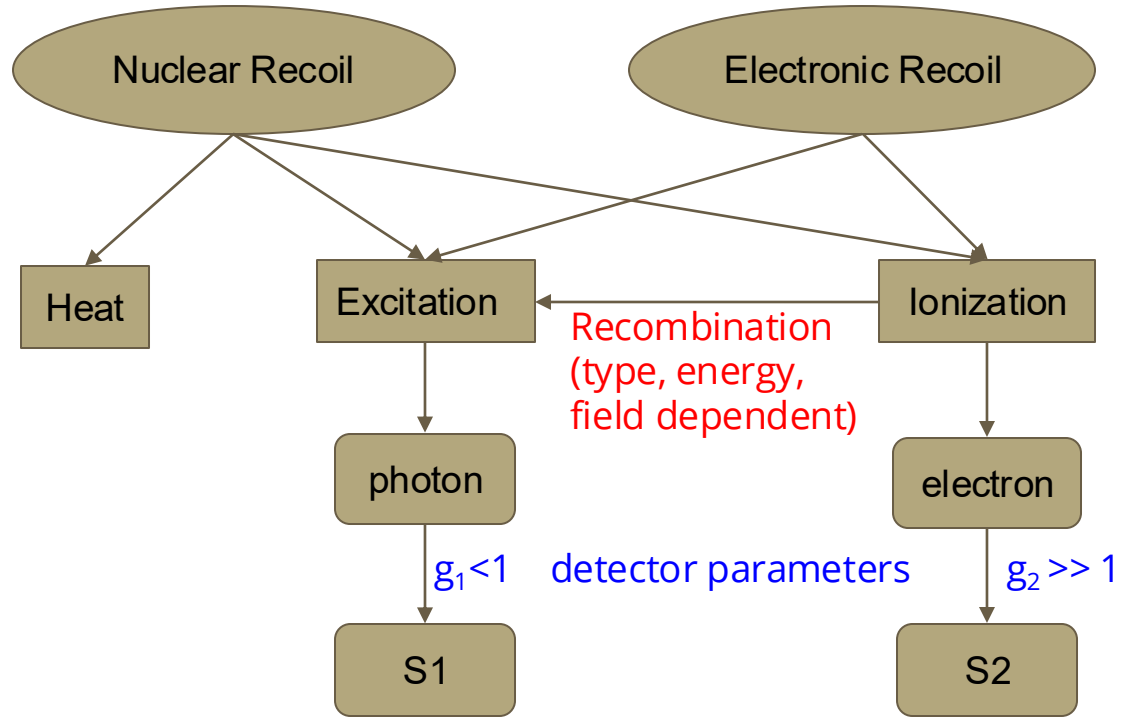 Nuclear Recoil
Electronic Recoil
Heat
Excitation
Ionization
Recombination
(type, energy,
field dependent)
photon
electron
g₁<1
detector parameters
g₂ >> 1
S1
S2